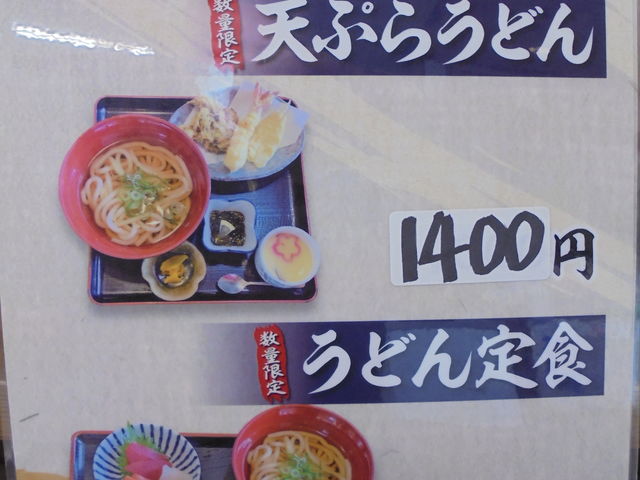 数量限定
天ぷらうどん
1400円
数量限定
うどん定食